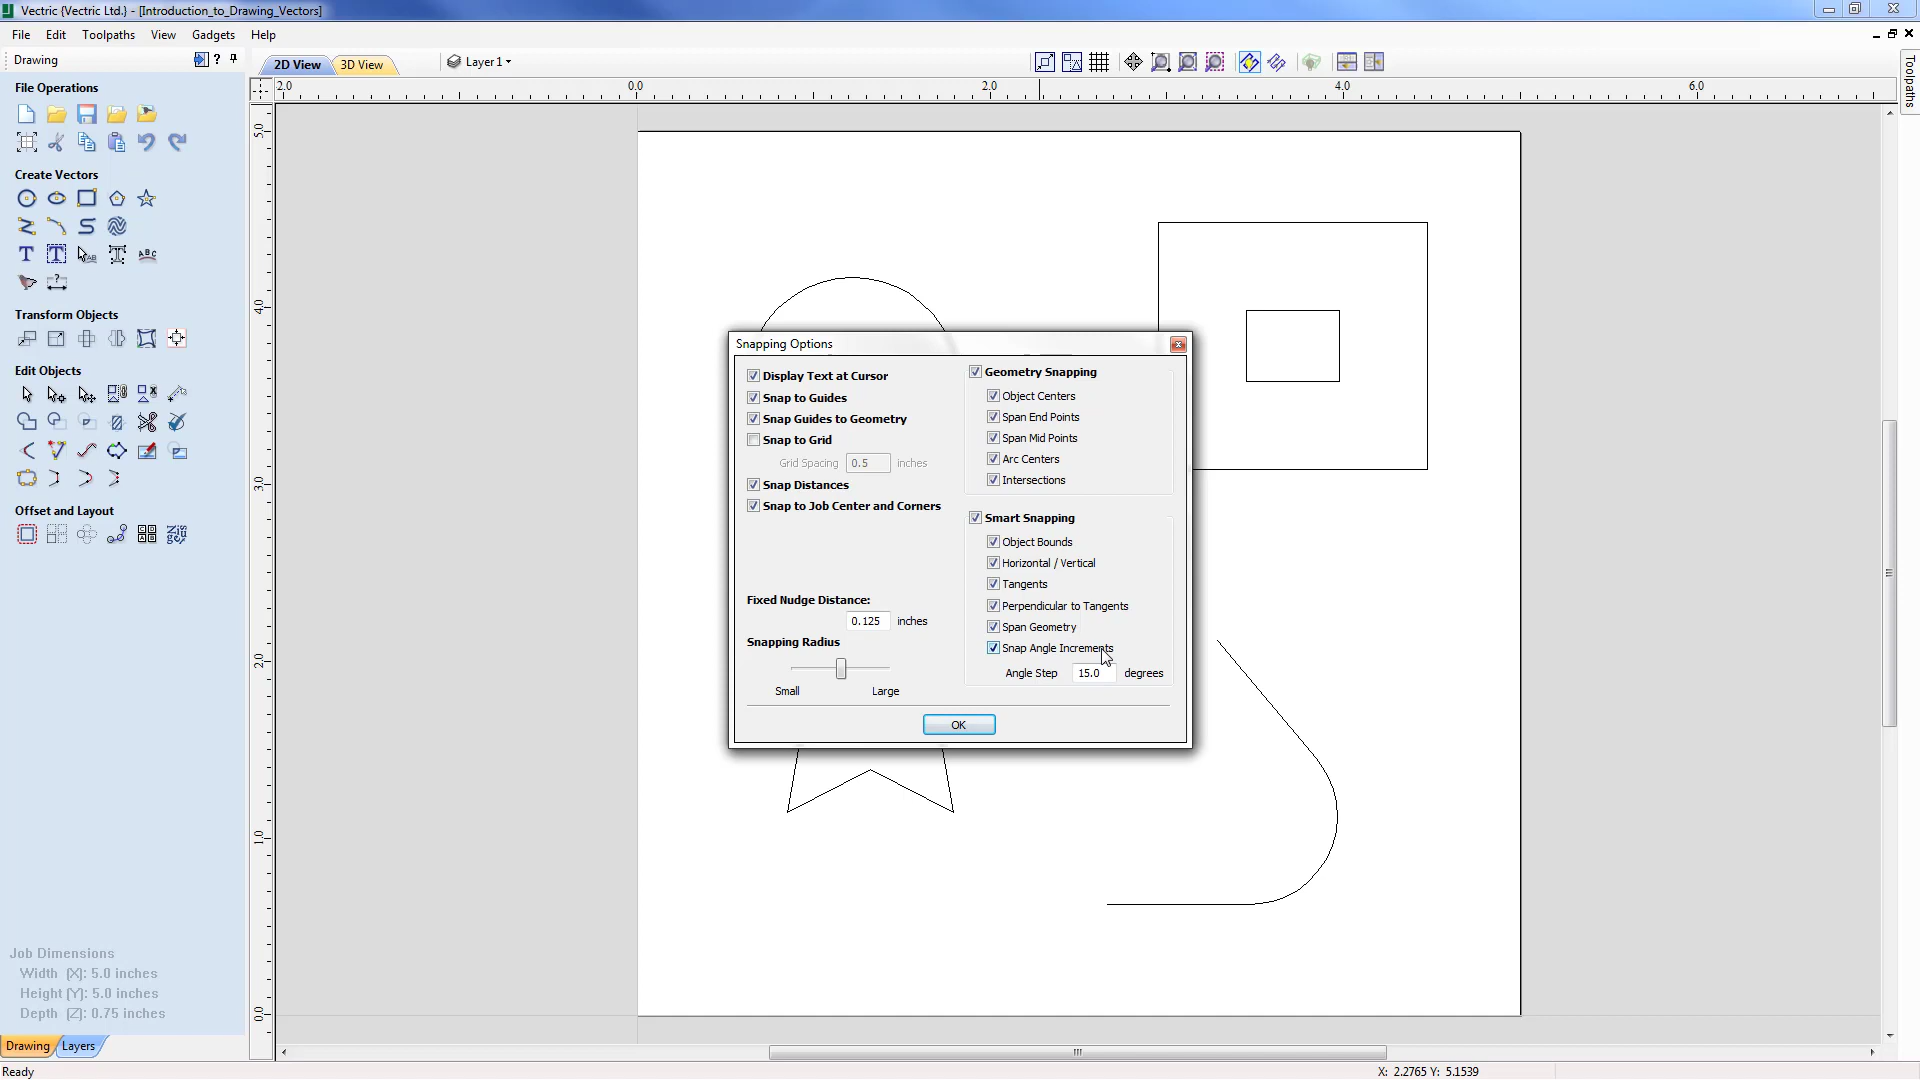 Vectric {Vectric Ltd.} - [Introduction_to_Drawing_Vectors]
File Edit Toolpaths View Gadgets Help
Drawing
2D View 3D View Layer 1
File Operations
Create Vectors
Transform Objects
Edit Objects
Offset and Layout
Job Dimensions
Width (X): 5.0 inches
Height (Y): 5.0 inches
Depth (Z): 0.75 inches
Drawing Layers
Ready
2.0 0.0 2.0 4.0 6.0
5.0
4.0
3.0
2.0
1.0
0.0
Snapping Options
Display Text at Cursor
Snap to Guides
Snap Guides to Geometry
Snap to Grid
Grid Spacing 0.5 inches
Snap Distances
Snap to Job Center and Corners
Fixed Nudge Distance:
0.125 inches
Snapping Radius
Small Large
Geometry Snapping
Object Centers
Span End Points
Span Mid Points
Arc Centers
Intersections
Smart Snapping
Object Bounds
Horizontal / Vertical
Tangents
Perpendicular to Tangents
Span Geometry
Snap Angle Increments
Angle Step 15.0 degrees
OK
Toolpaths
X: 2.2765 Y: 5.1539